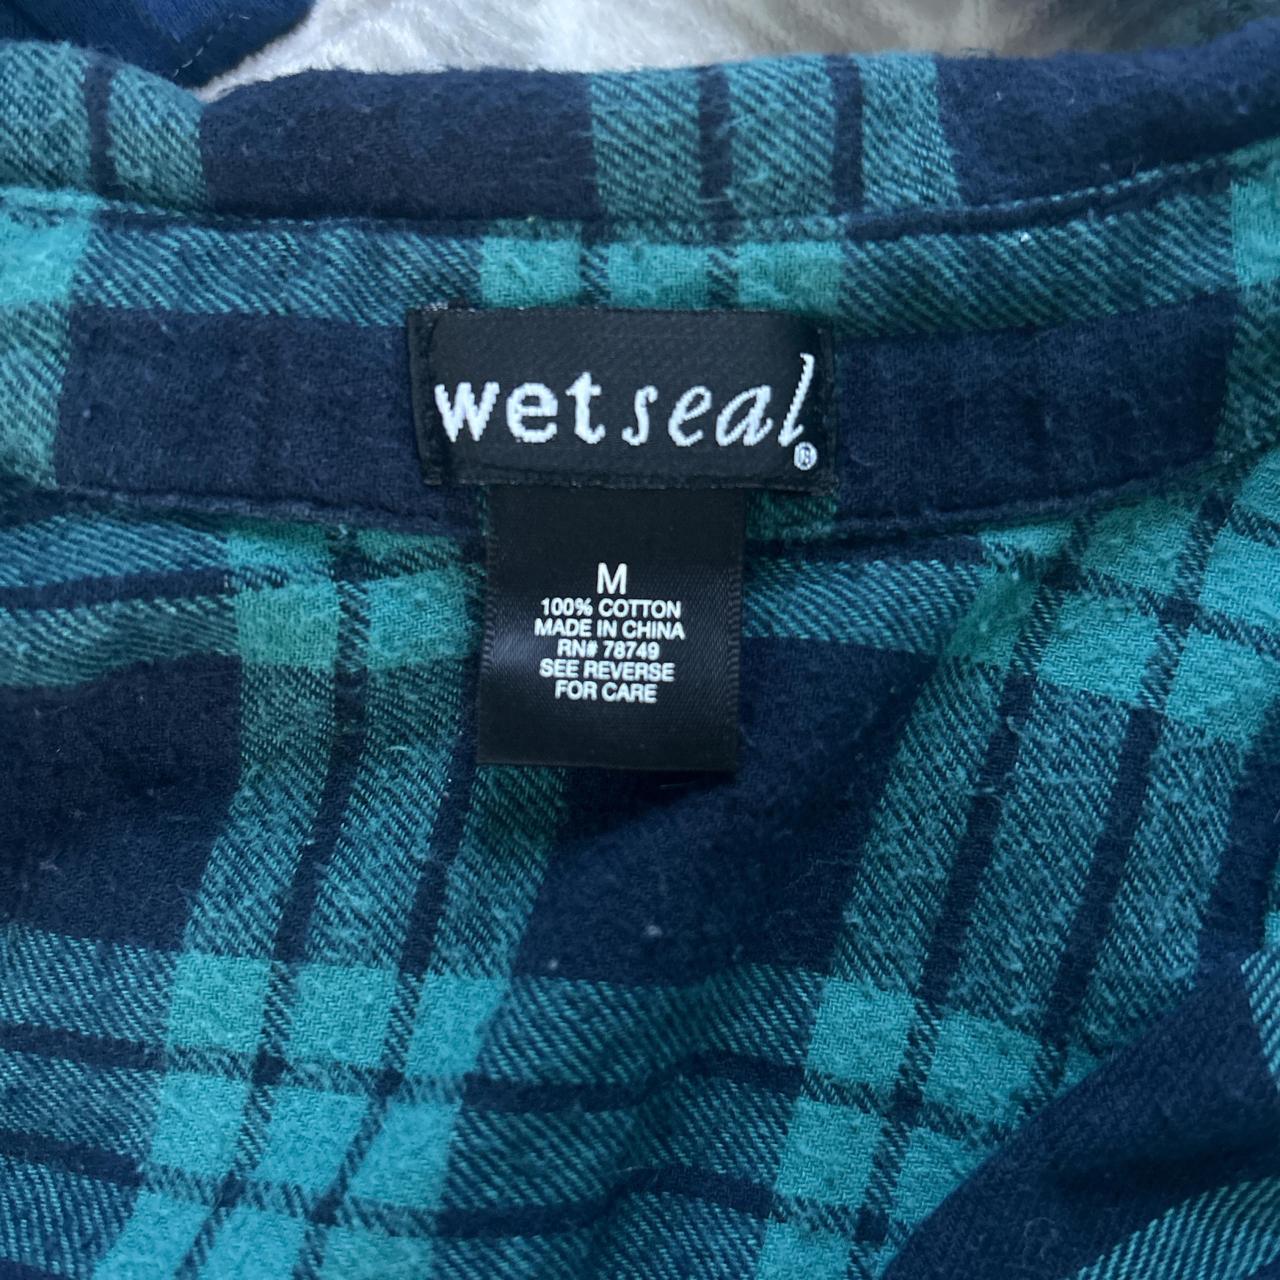 wetseal®
M
100% COTTON
MADE IN CHINA
RN# 78749
SEE REVERSE
FOR CARE